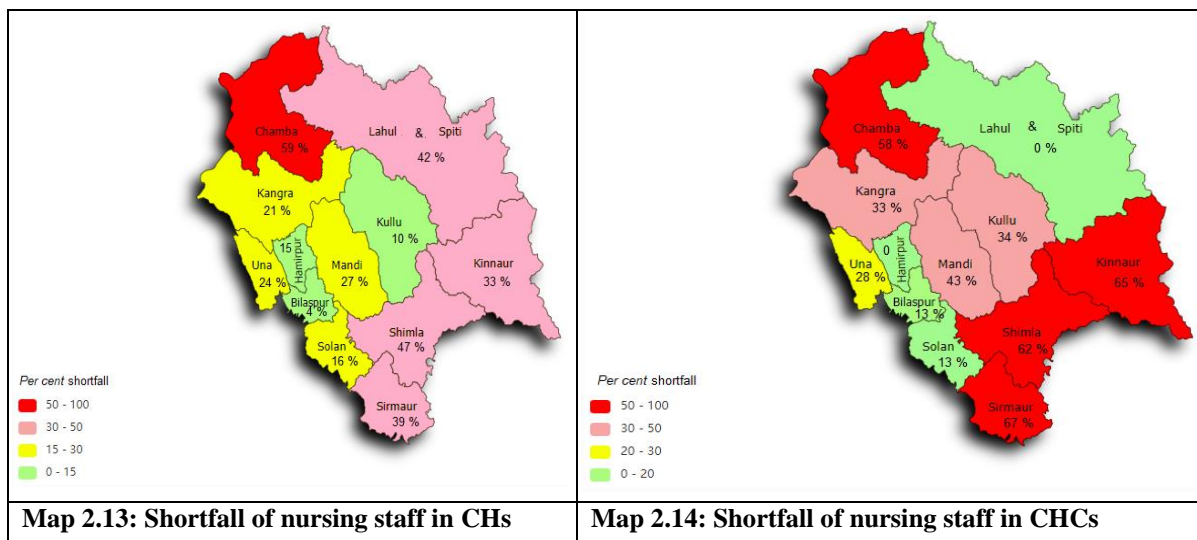 Chamba
59 %
Lahul & Spiti
42 %
Kangra
21 %
Kullu
10 %
15
Hamirpur
Una
24 %
Mandi
27 %
Kinnaur
33 %
Bilaspur
4 %
Shimla
47 %
Solan
16 %
Sirmaur
39 %
Per cent shortfall
50 - 100
30 - 50
15 - 30
0 - 15
Map 2.13: Shortfall of nursing staff in CHs
Chamba
58 %
Lahul & Spiti
0 %
Kangra
33 %
Kullu
34 %
0
Hamirpur
Una
28 %
Mandi
43 %
Kinnaur
65 %
Bilaspur
13 %
Shimla
62 %
Solan
13 %
Sirmaur
67 %
Per cent shortfall
50 - 100
30 - 50
20 - 30
0 - 20
Map 2.14: Shortfall of nursing staff in CHCs